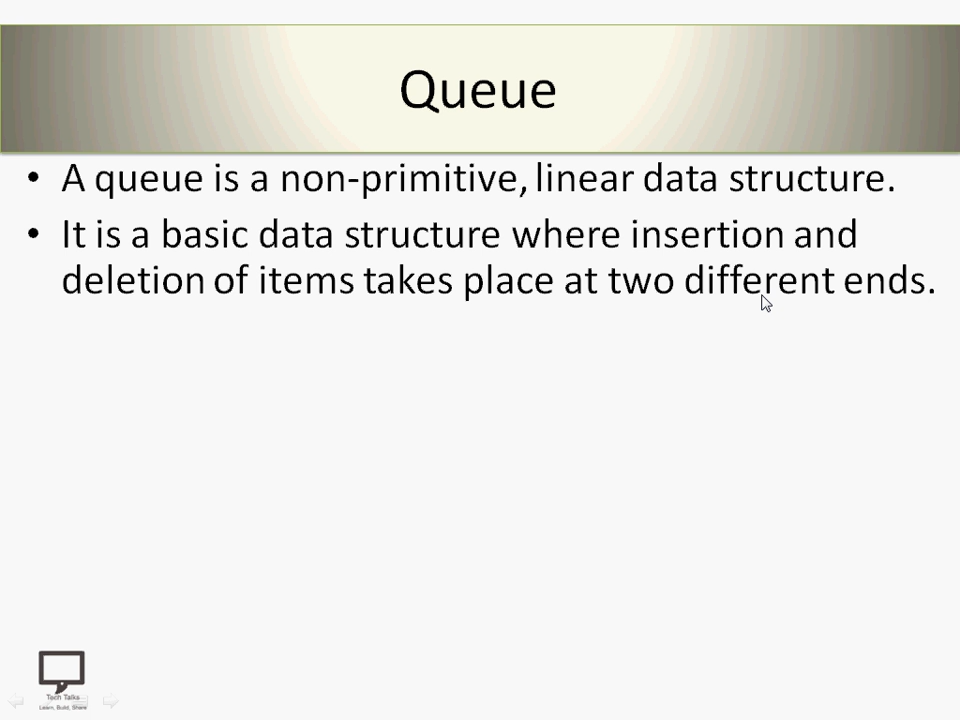 Queue
• A queue is a non-primitive, linear data structure.
• It is a basic data structure where insertion and
deletion of items takes place at two different ends.
Tech Talks
Learn, Build, Share